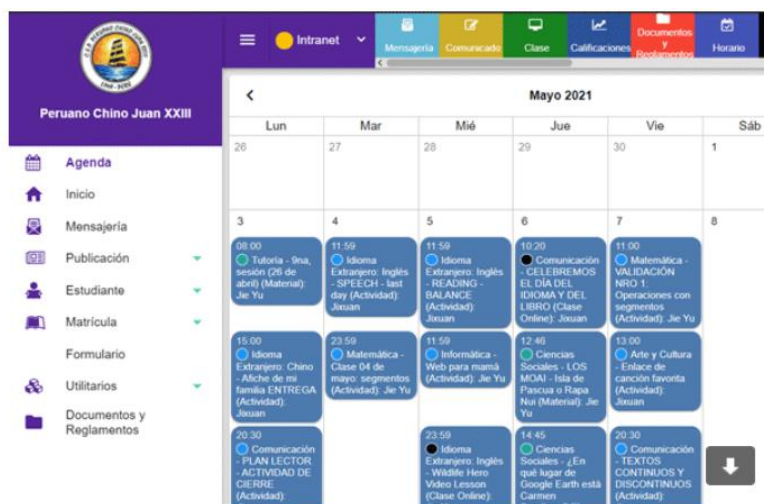 Intranet
Mensajería
Comunicado
Clase
Calificaciones
Documentos
y
Reglamentos
Horario
Peruano Chino Juan XXIII
Agenda
Inicio
Mensajería
Publicación
Estudiante
Matrícula
Formulario
Utilitarios
Documentos y
Reglamentos
Mayo 2021
Lun Mar Mié Jue Vie Sáb
26 27 28 29 30 1
3 4 5 6 7 8
08:00
Tutoría - 9na,
sesión (26 de
abril) (Material):
Jie Yu
11:59
Idioma
Extranjero: Inglés
- SPEECH - last
day (Actividad):
Jixuan
11:59
Idioma
Extranjero: Inglés
- READING -
BALANCE
(Actividad):
Jixuan
10:20
Comunicación
- CELEBREMOS
EL DÍA DEL
IDIOMA Y DEL
LIBRO (Clase
Online): Jixuan
11:00
Matemática -
VALIDACIÓN
NRO 1:
Operaciones con
segmentos
(Actividad): Jie Yu
15:00
Idioma
Extranjero: Chino
- Afiche de mi
familia ENTREGA
(Actividad):
Jixuan
23:59
Matemática -
Clase 04 de
mayo: segmentos
(Actividad): Jie Yu
11:59
Informática -
Web para mamá
(Actividad): Jie Yu
12:46
Ciencias
Sociales - LOS
MOAI - Isla de
Pascua o Rapa
Nui (Material): Jie
Yu
13:00
Arte y Cultura
- Enlace de
canción favorita
(Actividad):
Jixuan
20:30
Comunicación
- PLAN LECTOR
- ACTIVIDAD DE
CIERRE
(Actividad):
23:59
Idioma
Extranjero: Inglés
- Wildlife Hero
Video Lesson
(Clase Online):
14:45
Ciencias
Sociales - ¿En
qué lugar de
Google Earth está
Carmen
20:30
Comunicación
- TEXTOS
CONTINUOS Y
DISCONTINUOS
(Actividad):